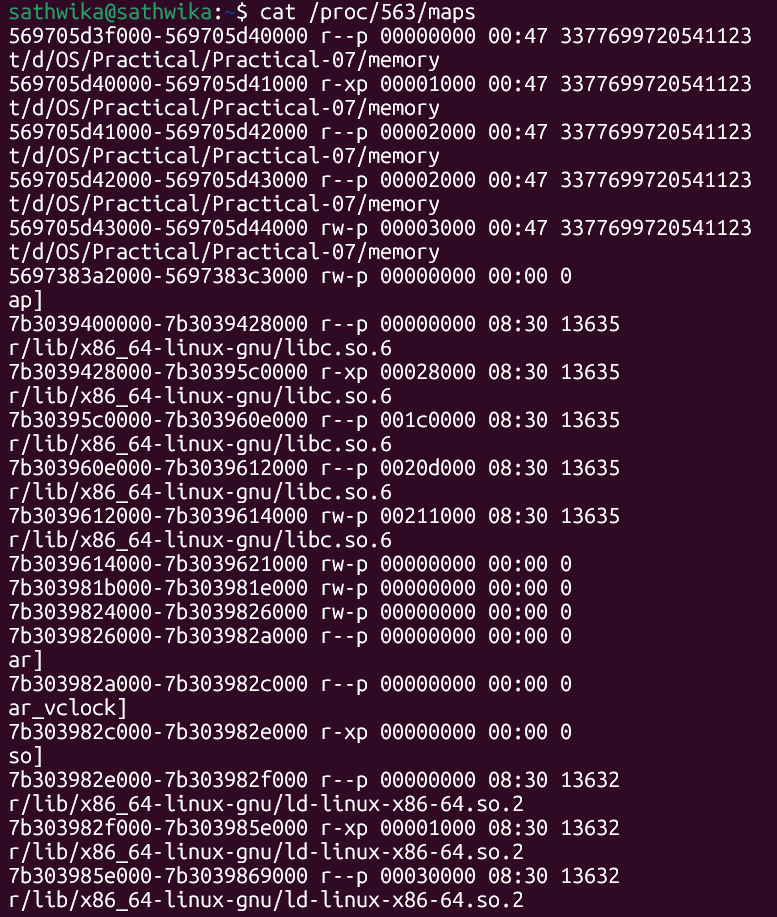 sathwika@sathwika:~$ cat /proc/563/maps
569705d3f000-569705d40000 r--p 00000000 00:47 3377699720541123
t/d/OS/Practical/Practical-07/memory
569705d40000-569705d41000 r-xp 00001000 00:47 3377699720541123
t/d/OS/Practical/Practical-07/memory
569705d41000-569705d42000 r--p 00002000 00:47 3377699720541123
t/d/OS/Practical/Practical-07/memory
569705d42000-569705d43000 r--p 00002000 00:47 3377699720541123
t/d/OS/Practical/Practical-07/memory
569705d43000-569705d44000 rw-p 00003000 00:47 3377699720541123
t/d/OS/Practical/Practical-07/memory
5697383a2000-5697383c3000 rw-p 00000000 00:00 0
ap]
7b3039400000-7b3039428000 r--p 00000000 08:30 13635
r/lib/x86_64-linux-gnu/libc.so.6
7b3039428000-7b30395c0000 r-xp 00028000 08:30 13635
r/lib/x86_64-linux-gnu/libc.so.6
7b30395c0000-7b303960e000 r--p 001c0000 08:30 13635
r/lib/x86_64-linux-gnu/libc.so.6
7b303960e000-7b3039612000 r--p 0020d000 08:30 13635
r/lib/x86_64-linux-gnu/libc.so.6
7b3039612000-7b3039614000 rw-p 00211000 08:30 13635
r/lib/x86_64-linux-gnu/libc.so.6
7b3039614000-7b3039621000 rw-p 00000000 00:00 0
7b303981b000-7b303981e000 rw-p 00000000 00:00 0
7b3039824000-7b3039826000 rw-p 00000000 00:00 0
7b3039826000-7b303982a000 r--p 00000000 00:00 0
ar]
7b303982a000-7b303982c000 r--p 00000000 00:00 0
ar_vclock]
7b303982c000-7b303982e000 r-xp 00000000 00:00 0
so]
7b303982e000-7b303982f000 r--p 00000000 08:30 13632
r/lib/x86_64-linux-gnu/ld-linux-x86-64.so.2
7b303982f000-7b303985e000 r-xp 00001000 08:30 13632
r/lib/x86_64-linux-gnu/ld-linux-x86-64.so.2
7b303985e000-7b3039869000 r--p 00030000 08:30 13632
r/lib/x86_64-linux-gnu/ld-linux-x86-64.so.2